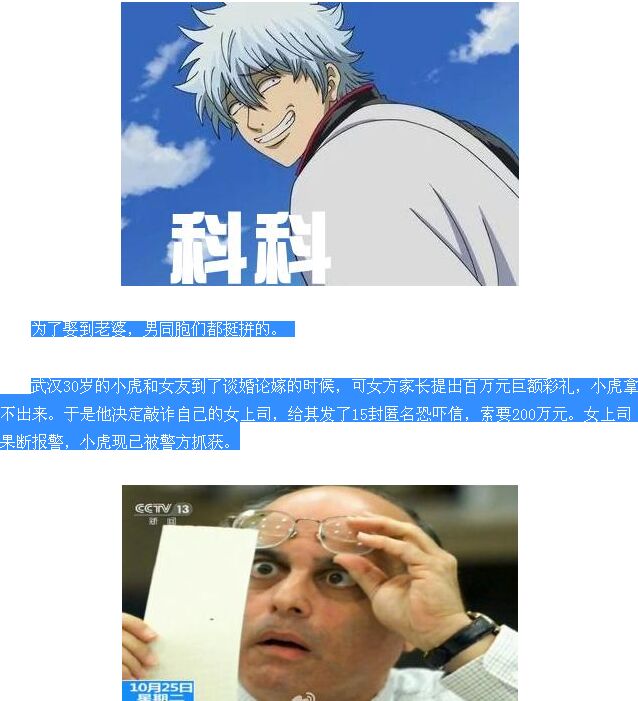 科科
为了娶到老婆，男同胞们都挺拼的。
武汉30岁的小虎和女友到了谈婚论嫁的时候，可女方家长提出百万元巨额彩礼，小虎拿
不出来。于是他决定敲诈自己的女上司，给其发了15封匿名恐吓信，索要200万元。女上司
果断报警，小虎现已被警方抓获。
CCTV 13
新闻
10月25日
星期二